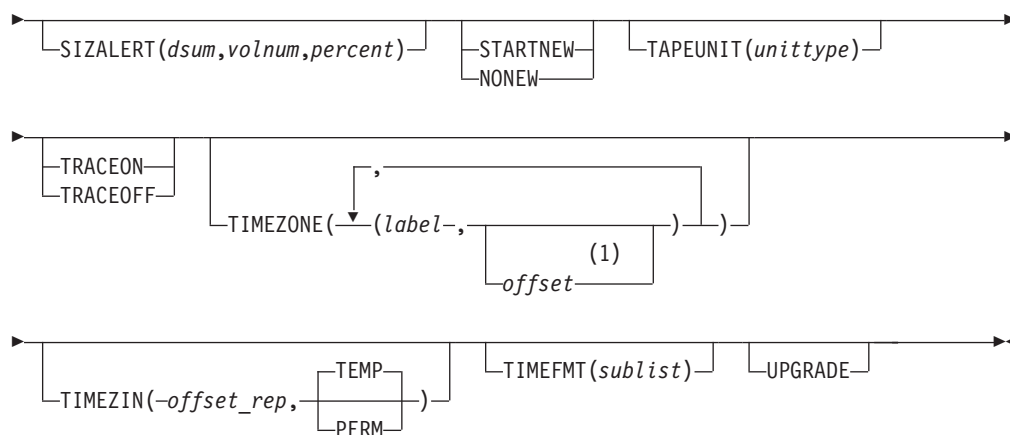 SIZALERT(dsum,volnum,percent) STARTNEW TAPEUNIT(unittype)
NONEW
TRACEON
TRACEOFF
,
TIMEZONE( (label , ) )
(1)
offset
TEMP
TIMEZIN( offset_rep, ) TIMEFMT(sublist) UPGRADE
PERM